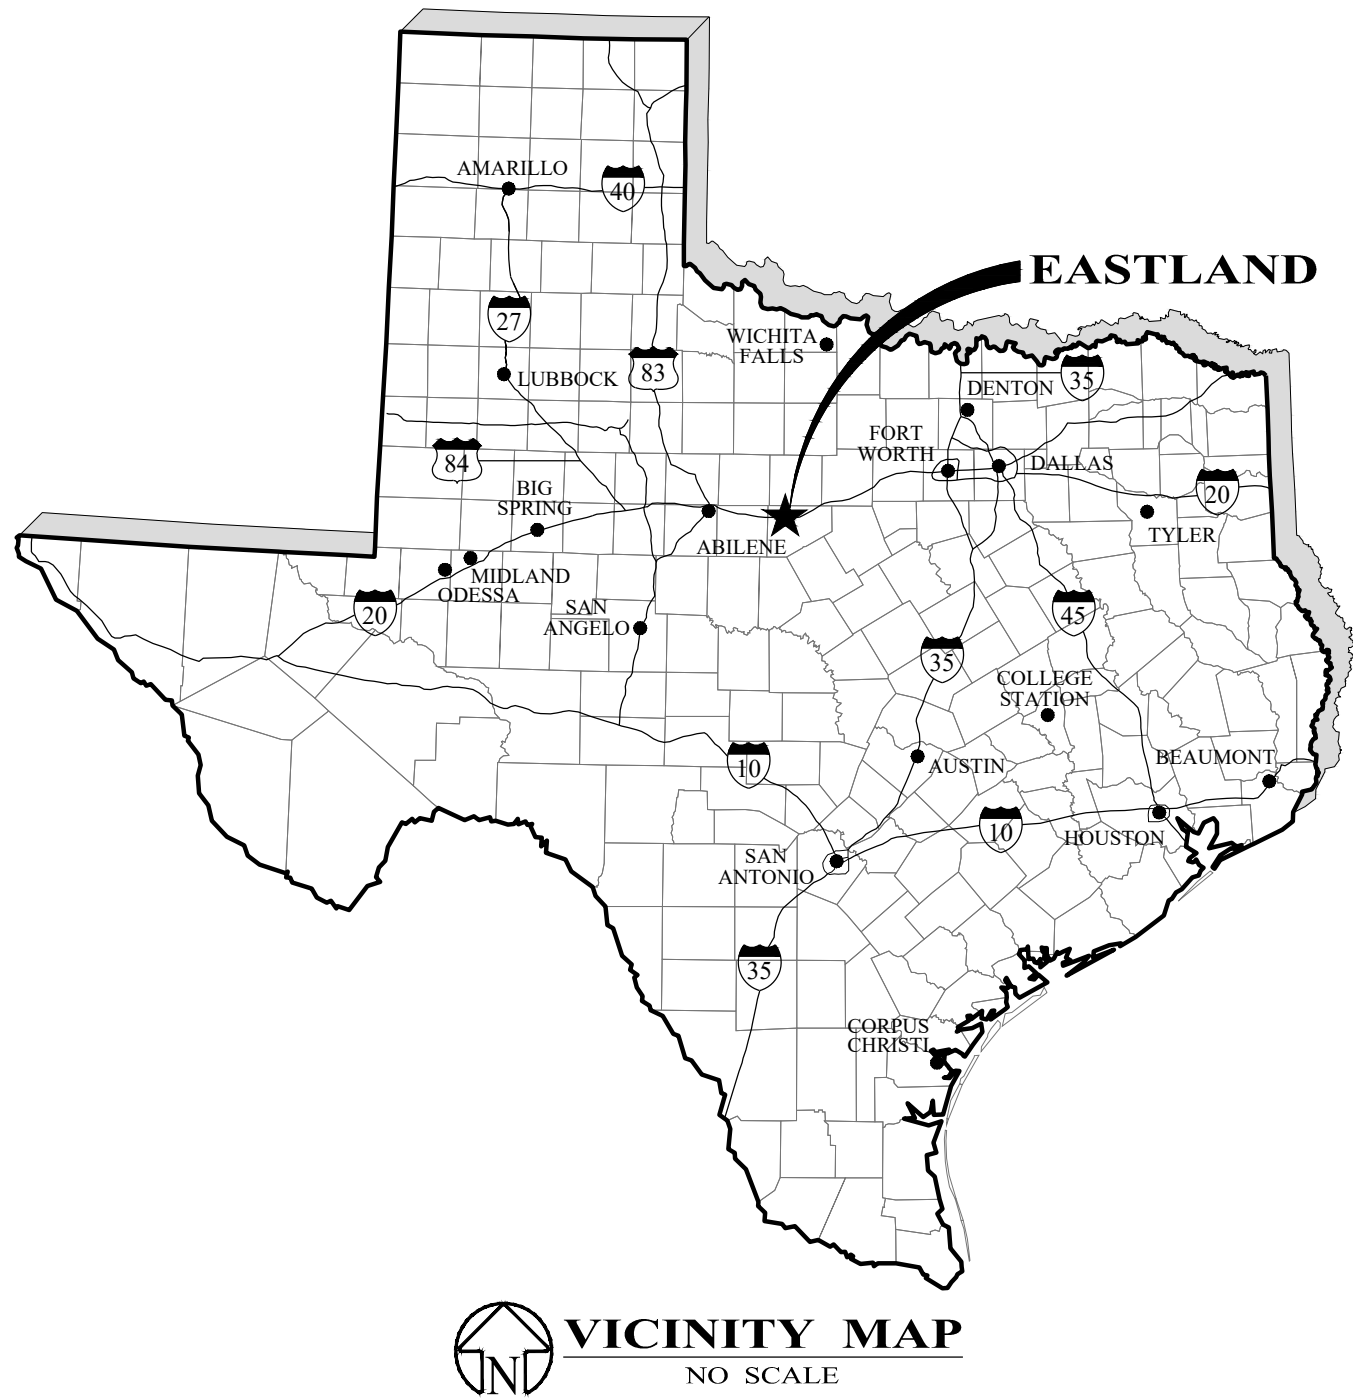 AMARILLO
40
EASTLAND
27
WICHITA
FALLS
83
LUBBOCK
35
DENTON
FORT
WORTH
DALLAS
84
BIG
SPRING
20
TYLER
ABILENE
MIDLAND
ODESSA
20
SAN
ANGELO
45
35
COLLEGE
STATION
10
AUSTIN
BEAUMONT
10
HOUSTON
SAN
ANTONIO
35
CORPUS
CHRISTI
N
VICINITY MAP
NO SCALE